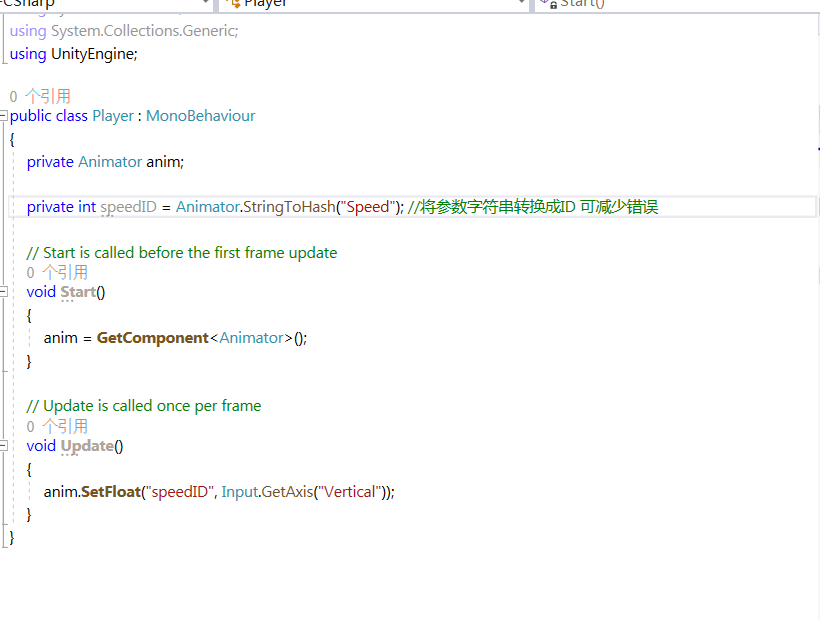 CSharp Player Start()
using System.Collections.Generic;
using UnityEngine;
0 个引用
public class Player : MonoBehaviour
{
private Animator anim;
private int speedID = Animator.StringToHash("Speed"); //将参数字符串转换成ID 可减少错误
// Start is called before the first frame update
0 个引用
void Start()
{
anim = GetComponent<Animator>();
}
// Update is called once per frame
0 个引用
void Update()
{
anim.SetFloat("speedID", Input.GetAxis("Vertical"));
}
}